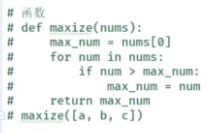 # 函数
# def maxize(nums):
#     max_num = nums[0]
#     for num in nums:
#         if num > max_num:
#             max_num = num
#     return max_num
# maxize([a, b, c])